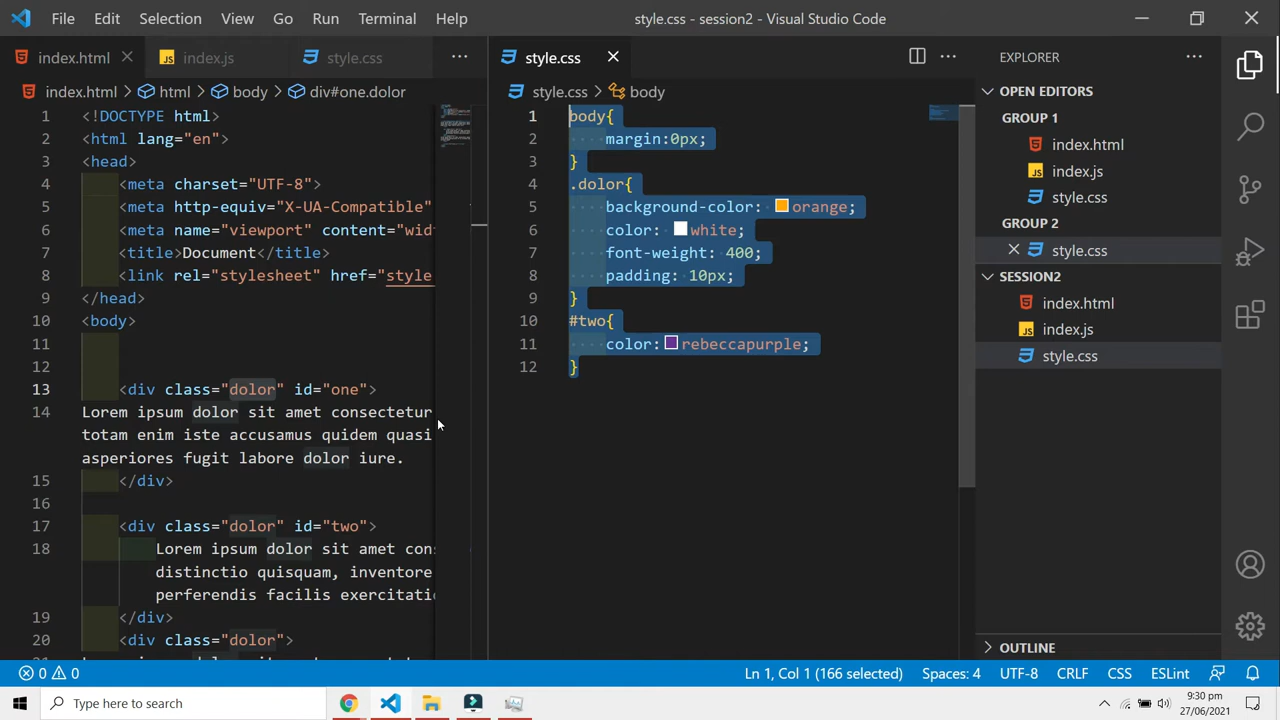 File Edit Selection View Go Run Terminal Help
style.css - session2 - Visual Studio Code
index.html index.js style.css ...
index.html > html > body > div#one.dolor
1 <!DOCTYPE html>
2 <html lang="en">
3 <head>
4 <meta charset="UTF-8">
5 <meta http-equiv="X-UA-Compatible"
6 <meta name="viewport" content="widt
7 <title>Document</title>
8 <link rel="stylesheet" href="style
9 </head>
10 <body>
11
12
13 <div class="dolor" id="one">
14 Lorem ipsum dolor sit amet consectetur
totam enim iste accusamus quidem quasi
asperiores fugit labore dolor iure.
15 </div>
16
17 <div class="dolor" id="two">
18 Lorem ipsum dolor sit amet cons
distinctio quisquam, inventore
perferendis facilis exercitatio
19 </div>
20 <div class="dolor">
style.css ...
style.css > body
1 body{
2 margin:0px;
3 }
4 .dolor{
5 background-color: orange;
6 color: white;
7 font-weight: 400;
8 padding: 10px;
9 }
10 #two{
11 color: rebeccapurple;
12 }
EXPLORER ...
OPEN EDITORS
GROUP 1
index.html
index.js
style.css
GROUP 2
style.css
SESSION2
index.html
index.js
style.css
OUTLINE
0 0
Ln 1, Col 1 (166 selected) Spaces: 4 UTF-8 CRLF CSS ESLint
Type here to search
9:30 pm
27/06/2021